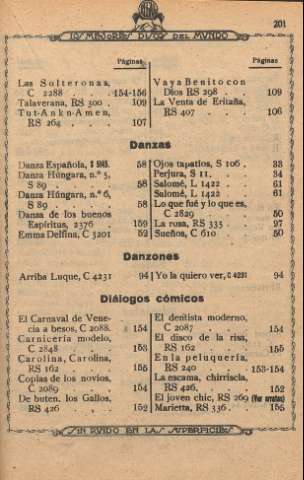 201
LOS MEJORES DISCOS DEL MUNDO
Páginas
Las Solteronas,
C 2288 . . 154-156
Talaverana, RS 300 . 109
Tut-Ankn-Amen,
RS 264 . . . 107
Páginas
Vaya Benito con
Dios RS 298 . . 109
La Venta de Eritaña,
RS 407 . . . 106
Danzas
Danza Española, 58
Danza Húngara, n.º 5,
S 89 . . . . 58
Danza Húngara, n.º 6,
S 89 . . . . 58
Danza de los buenos
Espíritus, 2376 . 159
Emma Delfina, C 3201 52
Ojos tapatíos, S 106 . 33
Perjura, S 11. . . 34
Salomé, L 1422 . . 61
Salomé, L 1422 . . 61
Lo que fué y lo que es,
C 2829 . . . 50
La rosa, RS 335 . . 97
Sueños, C 610 . . 50
Danzones
Arriba Luque, C 4231 94
Yo la quiero ver, C 4231 94
Diálogos cómicos
El Carnaval de Vene-
cia a besos, C 2088. 154
Carnicería modelo,
C 2848 . . . 153
Carolina, Carolina,
RS 162 . . . 155
Copias de los novios,
C 2089 . . . 154
De buten. los Gallos,
RS 426 . . . 152
El dentista moderno,
C 2087 . . . 154
El disco de la risa,
RS 162 . . . 155
En la peluquería,
RS 240 . . 153-154
La escama, chirriscla,
RS 426, . . . 152
El joven chic, RS 269 (Ver erratas)
Marietta, RS 336. . . 155
SIN RUIDO EN LAS SUPERFICIES